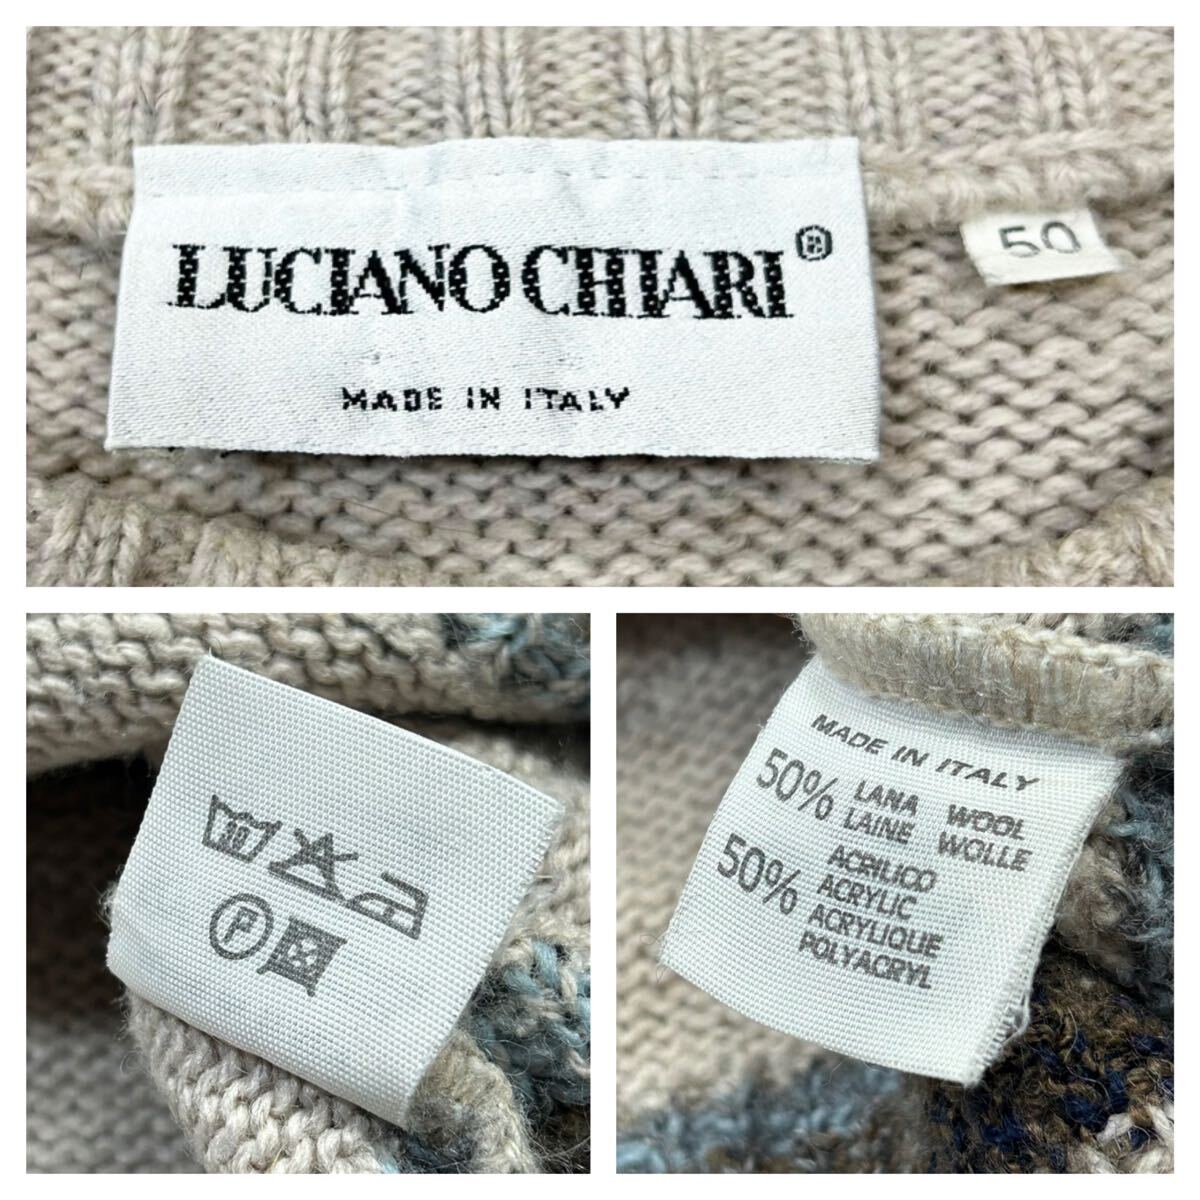 LUCIANO CHIARI®
MADE IN ITALY
50
30
P
MADE IN ITALY
50% LANA WOOL
LAINE WOLLE
50% ACRILICO
ACRYLIC
ACRYLIQUE
POLYACRYL